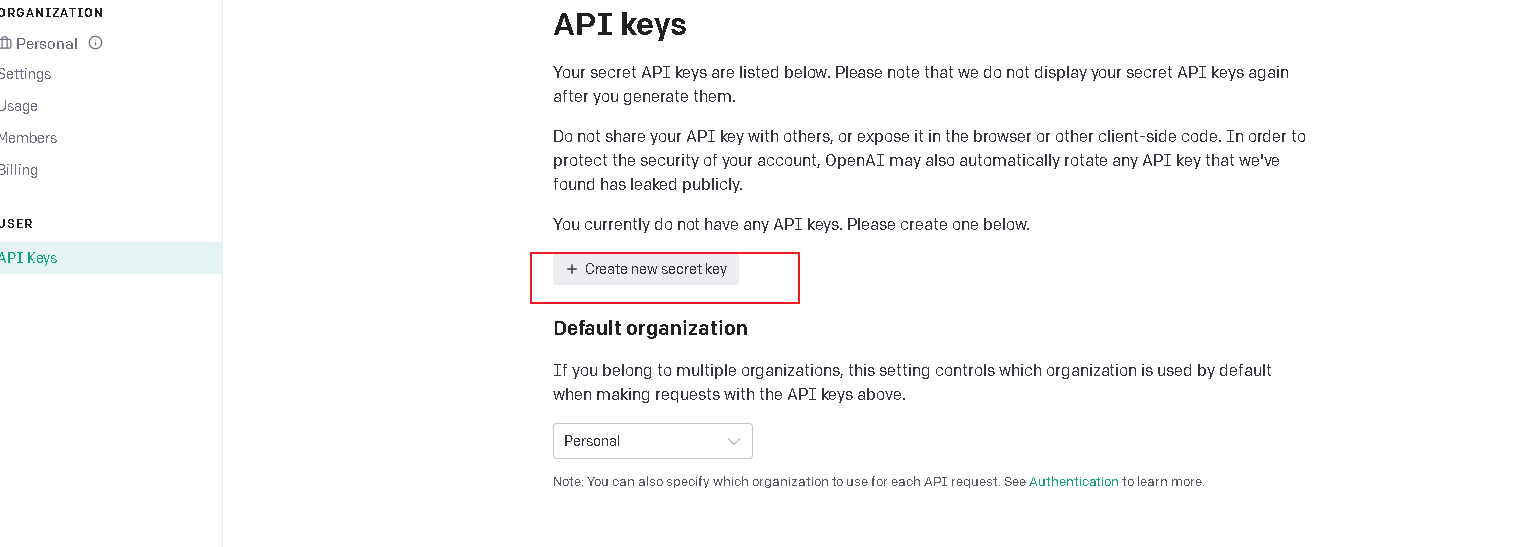 ORGANIZATION
Personal
Settings
Usage
Members
Billing
USER
API Keys
API keys
Your secret API keys are listed below. Please note that we do not display your secret API keys again
after you generate them.
Do not share your API key with others, or expose it in the browser or other client-side code. In order to
protect the security of your account, OpenAI may also automatically rotate any API key that we've
found has leaked publicly.
You currently do not have any API keys. Please create one below.
+ Create new secret key
Default organization
If you belong to multiple organizations, this setting controls which organization is used by default
when making requests with the API keys above.
Personal
Note: You can also specify which organization to use for each API request. See Authentication to learn more.